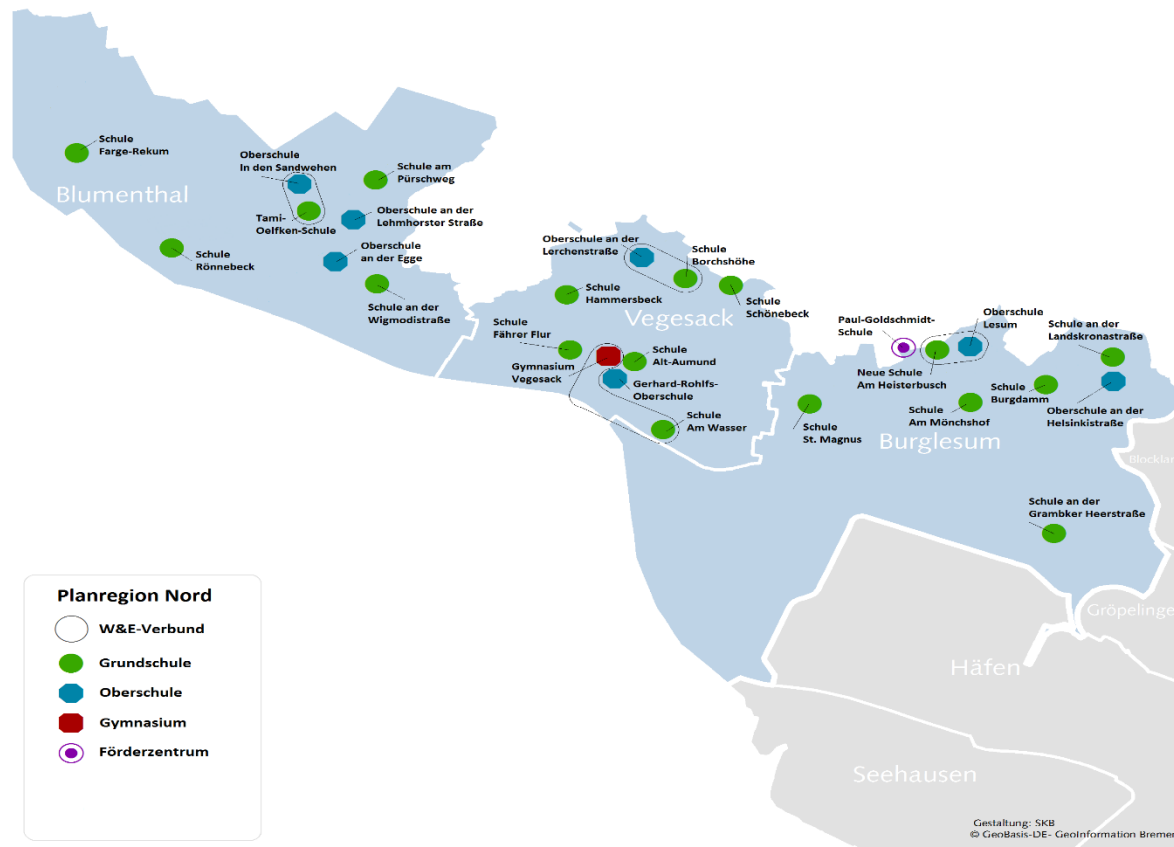 Schule
Farge-Rekum
Blumenthal
Oberschule
In den Sandwehen
Schule am
Pürschweg
Tami-
Oelfken-Schule
Oberschule an der
Lehmhorster Straße
Schule
Rönnebeck
Oberschule
an der Egge
Schule an der
Wigmodistraße
Oberschule an der
Lerchenstraße
Schule
Borchshöhe
Schule
Hammersbeck
Vegesack
Schule
Schönebeck
Schule
Fährer Flur
Gymnasium
Vegesack
Schule
Alt-Aumund
Gerhard-Rohlfs-
Oberschule
Schule
Am Wasser
Paul-Goldschmidt-
Schule
Oberschule
Lesum
Schule an der
Landskronastraße
Neue Schule
Am Heisterbusch
Schule
Burgdamm
Schule
St. Magnus
Schule
Am Mönchshof
Oberschule an der
Helsinkistraße
Burglesum
Blocklan
Schule an der
Grambker Heerstraße
Gröpelinge
Häfen
Seehausen
Planregion Nord
W&E-Verbund
Grundschule
Oberschule
Gymnasium
Förderzentrum
Gestaltung: SKB
© GeoBasis-DE- GeoInformation Bremen